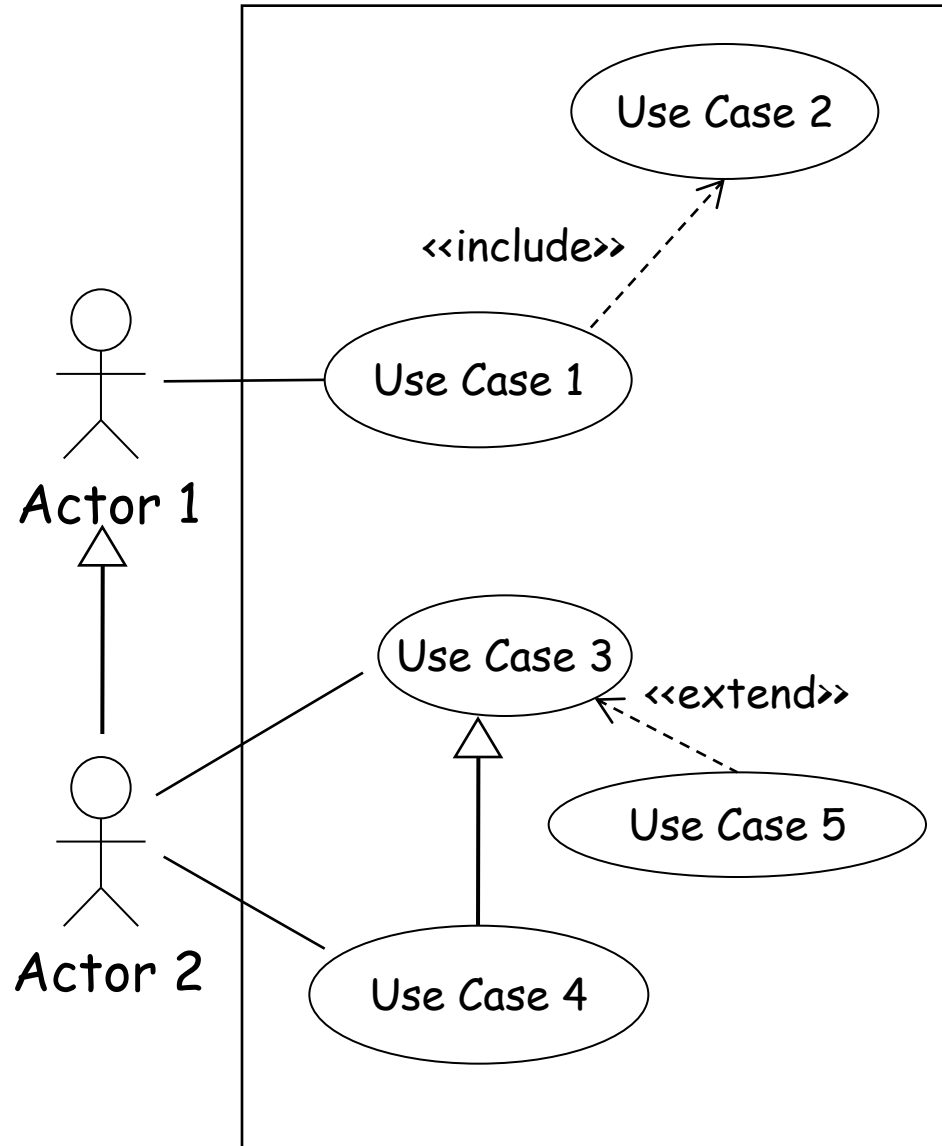 Use Case 2
<<include>>
Use Case 1
Actor 1
Use Case 3
<<extend>>
Use Case 5
Actor 2
Use Case 4